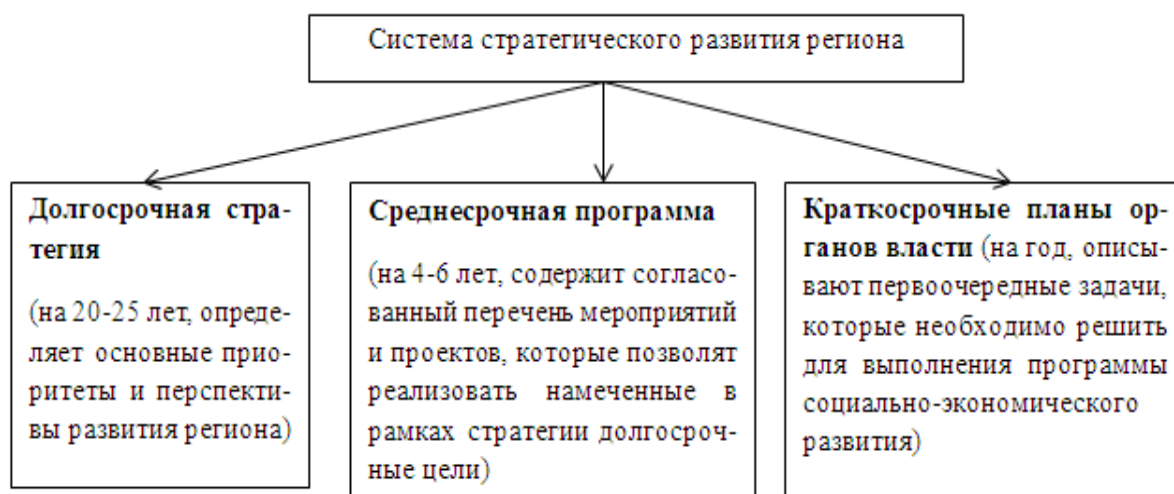 Система стратегического развития региона
Долгосрочная стра-
тегия
(на 20-25 лет, опреде-
ляет основные прио-
ритеты и перспекти-
вы развития региона)
Среднесрочная программа
(на 4-6 лет, содержит согласо-
ванный перечень мероприятий
и проектов, которые позволят
реализовать намеченные в
рамках стратегии долгосроч-
ные цели)
Краткосрочные планы ор-
ганов власти (на год, описы-
вают первоочередные задачи,
которые необходимо решить
для выполнения программы
социально-экономического
развития)